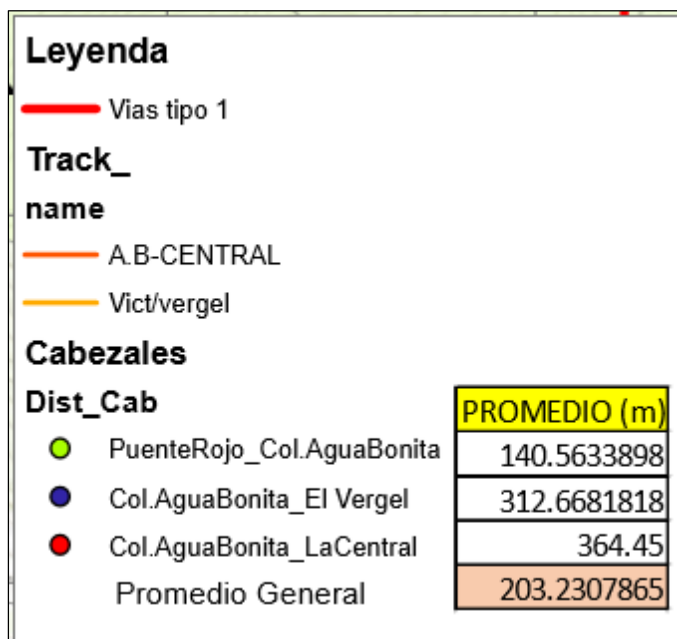 Leyenda
Vias tipo 1
Track_
name
A.B-CENTRAL
Vict/vergel
Cabezales
Dist_Cab PROMEDIO (m)
PuenteRojo_Col.AguaBonita 140.5633898
Col.AguaBonita_El Vergel 312.6681818
Col.AguaBonita_LaCentral 364.45
Promedio General 203.2307865